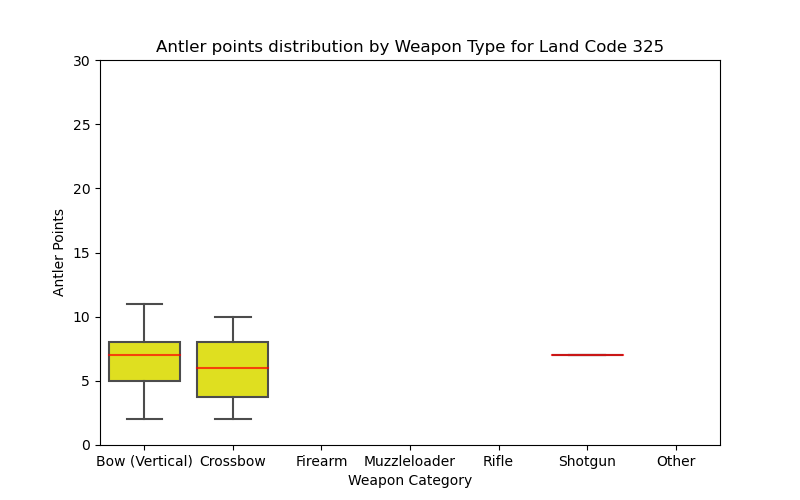 Antler points distribution by Weapon Type for Land Code 325
30
25
20
15
10
5
0
Antler Points
Bow (Vertical) Crossbow Firearm Muzzleloader Rifle Shotgun Other
Weapon Category